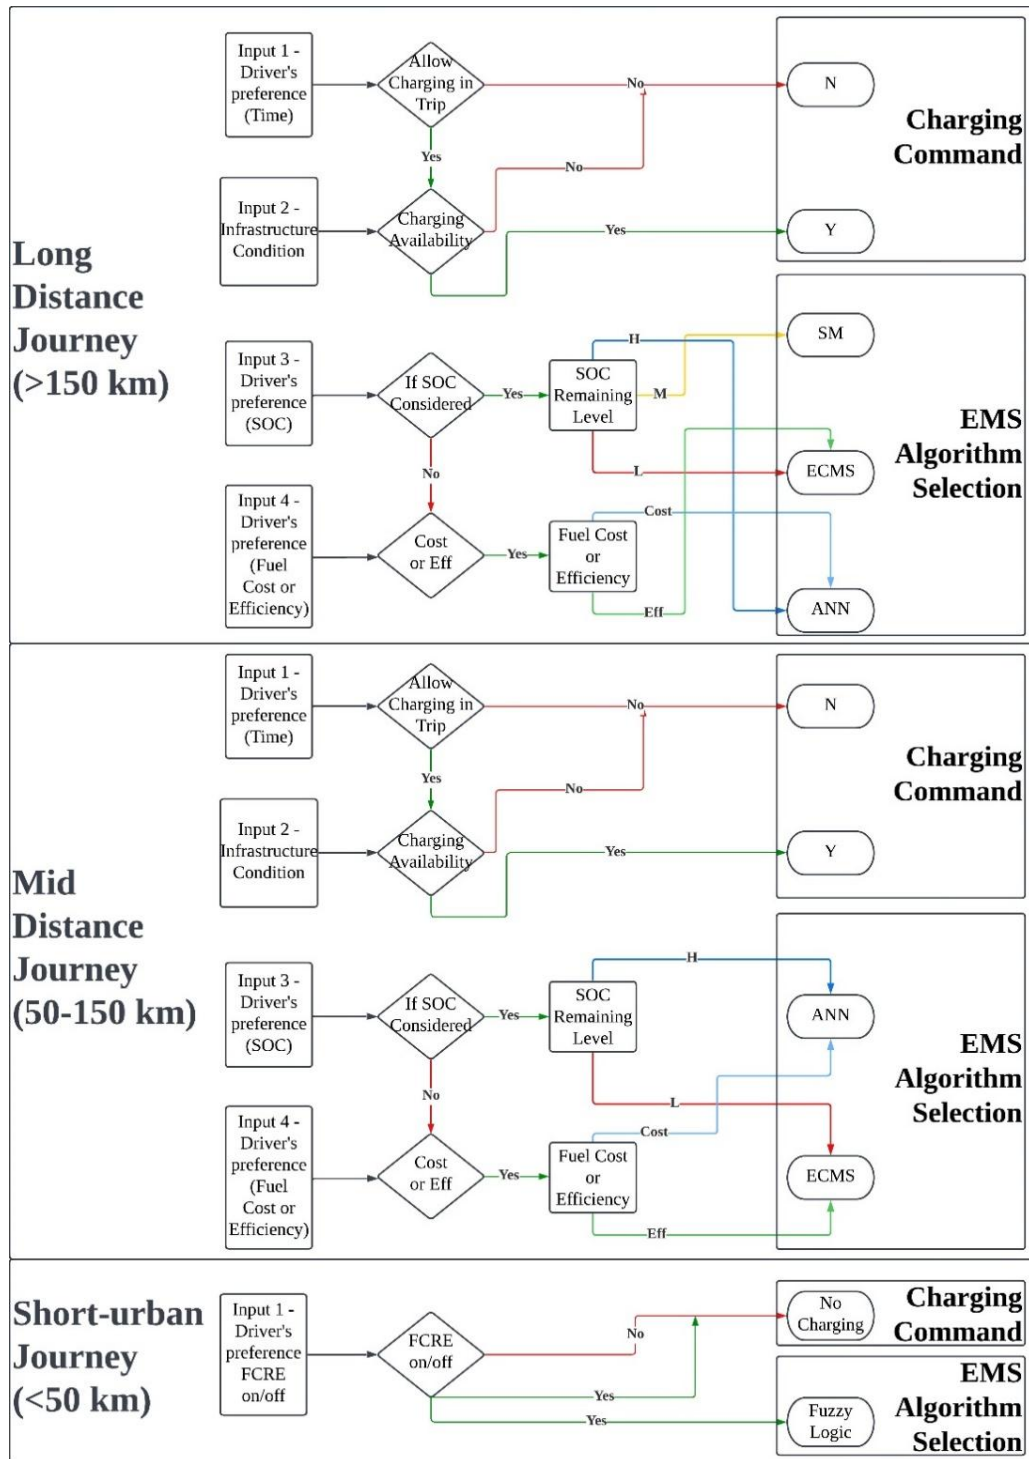 Long
Distance
Journey
(>150 km)
Input 1 -
Driver's
preference
(Time)
Allow
Charging in
Trip
No
N
Charging
Command
Yes
No
Input 2 -
Infrastructure
Condition
Charging
Availability
Yes
Y
Input 3 -
Driver's
preference
(SOC)
If SOC
Considered
Yes
SOC
Remaining
Level
H
M
L
SM
EMS
Algorithm
Selection
ECMS
No
Input 4 -
Driver's
preference
(Fuel
Cost or
Efficiency)
Cost
or Eff
Yes
Fuel Cost
or
Efficiency
Cost
Eff
ANN
Mid
Distance
Journey
(50-150 km)
Input 1 -
Driver's
preference
(Time)
Allow
Charging in
Trip
No
N
Charging
Command
Yes
No
Input 2 -
Infrastructure
Condition
Charging
Availability
Yes
Y
Input 3 -
Driver's
preference
(SOC)
If SOC
Considered
Yes
SOC
Remaining
Level
H
L
ANN
EMS
Algorithm
Selection
No
Input 4 -
Driver's
preference
(Fuel
Cost or
Efficiency)
Cost
or Eff
Yes
Fuel Cost
or
Efficiency
Cost
Eff
ECMS
Short-urban
Journey
(<50 km)
Input 1 -
Driver's
preference
FCRE
on/off
FCRE
on/off
No
Yes
Yes
No
Charging
Charging
Command
Fuzzy
Logic
EMS
Algorithm
Selection